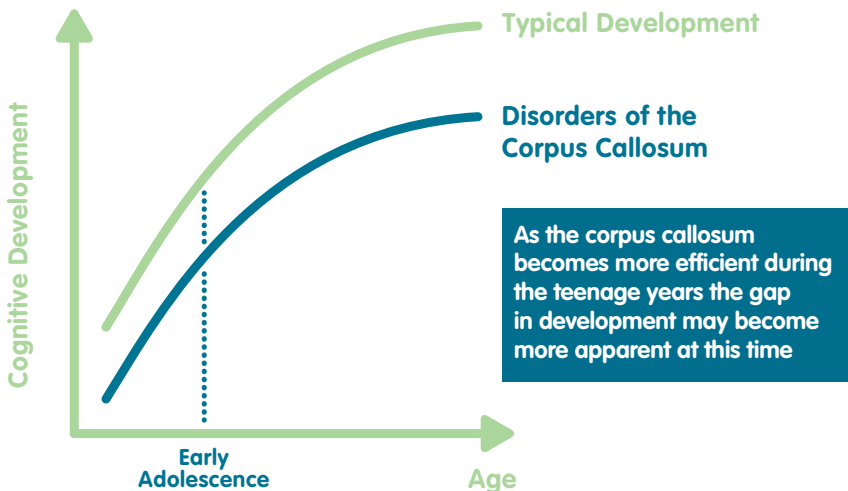 Typical Development
Disorders of the
Corpus Callosum
As the corpus callosum
becomes more efficient during
the teenage years the gap
in development may become
more apparent at this time
Cognitive Development
Early
Adolescence
Age